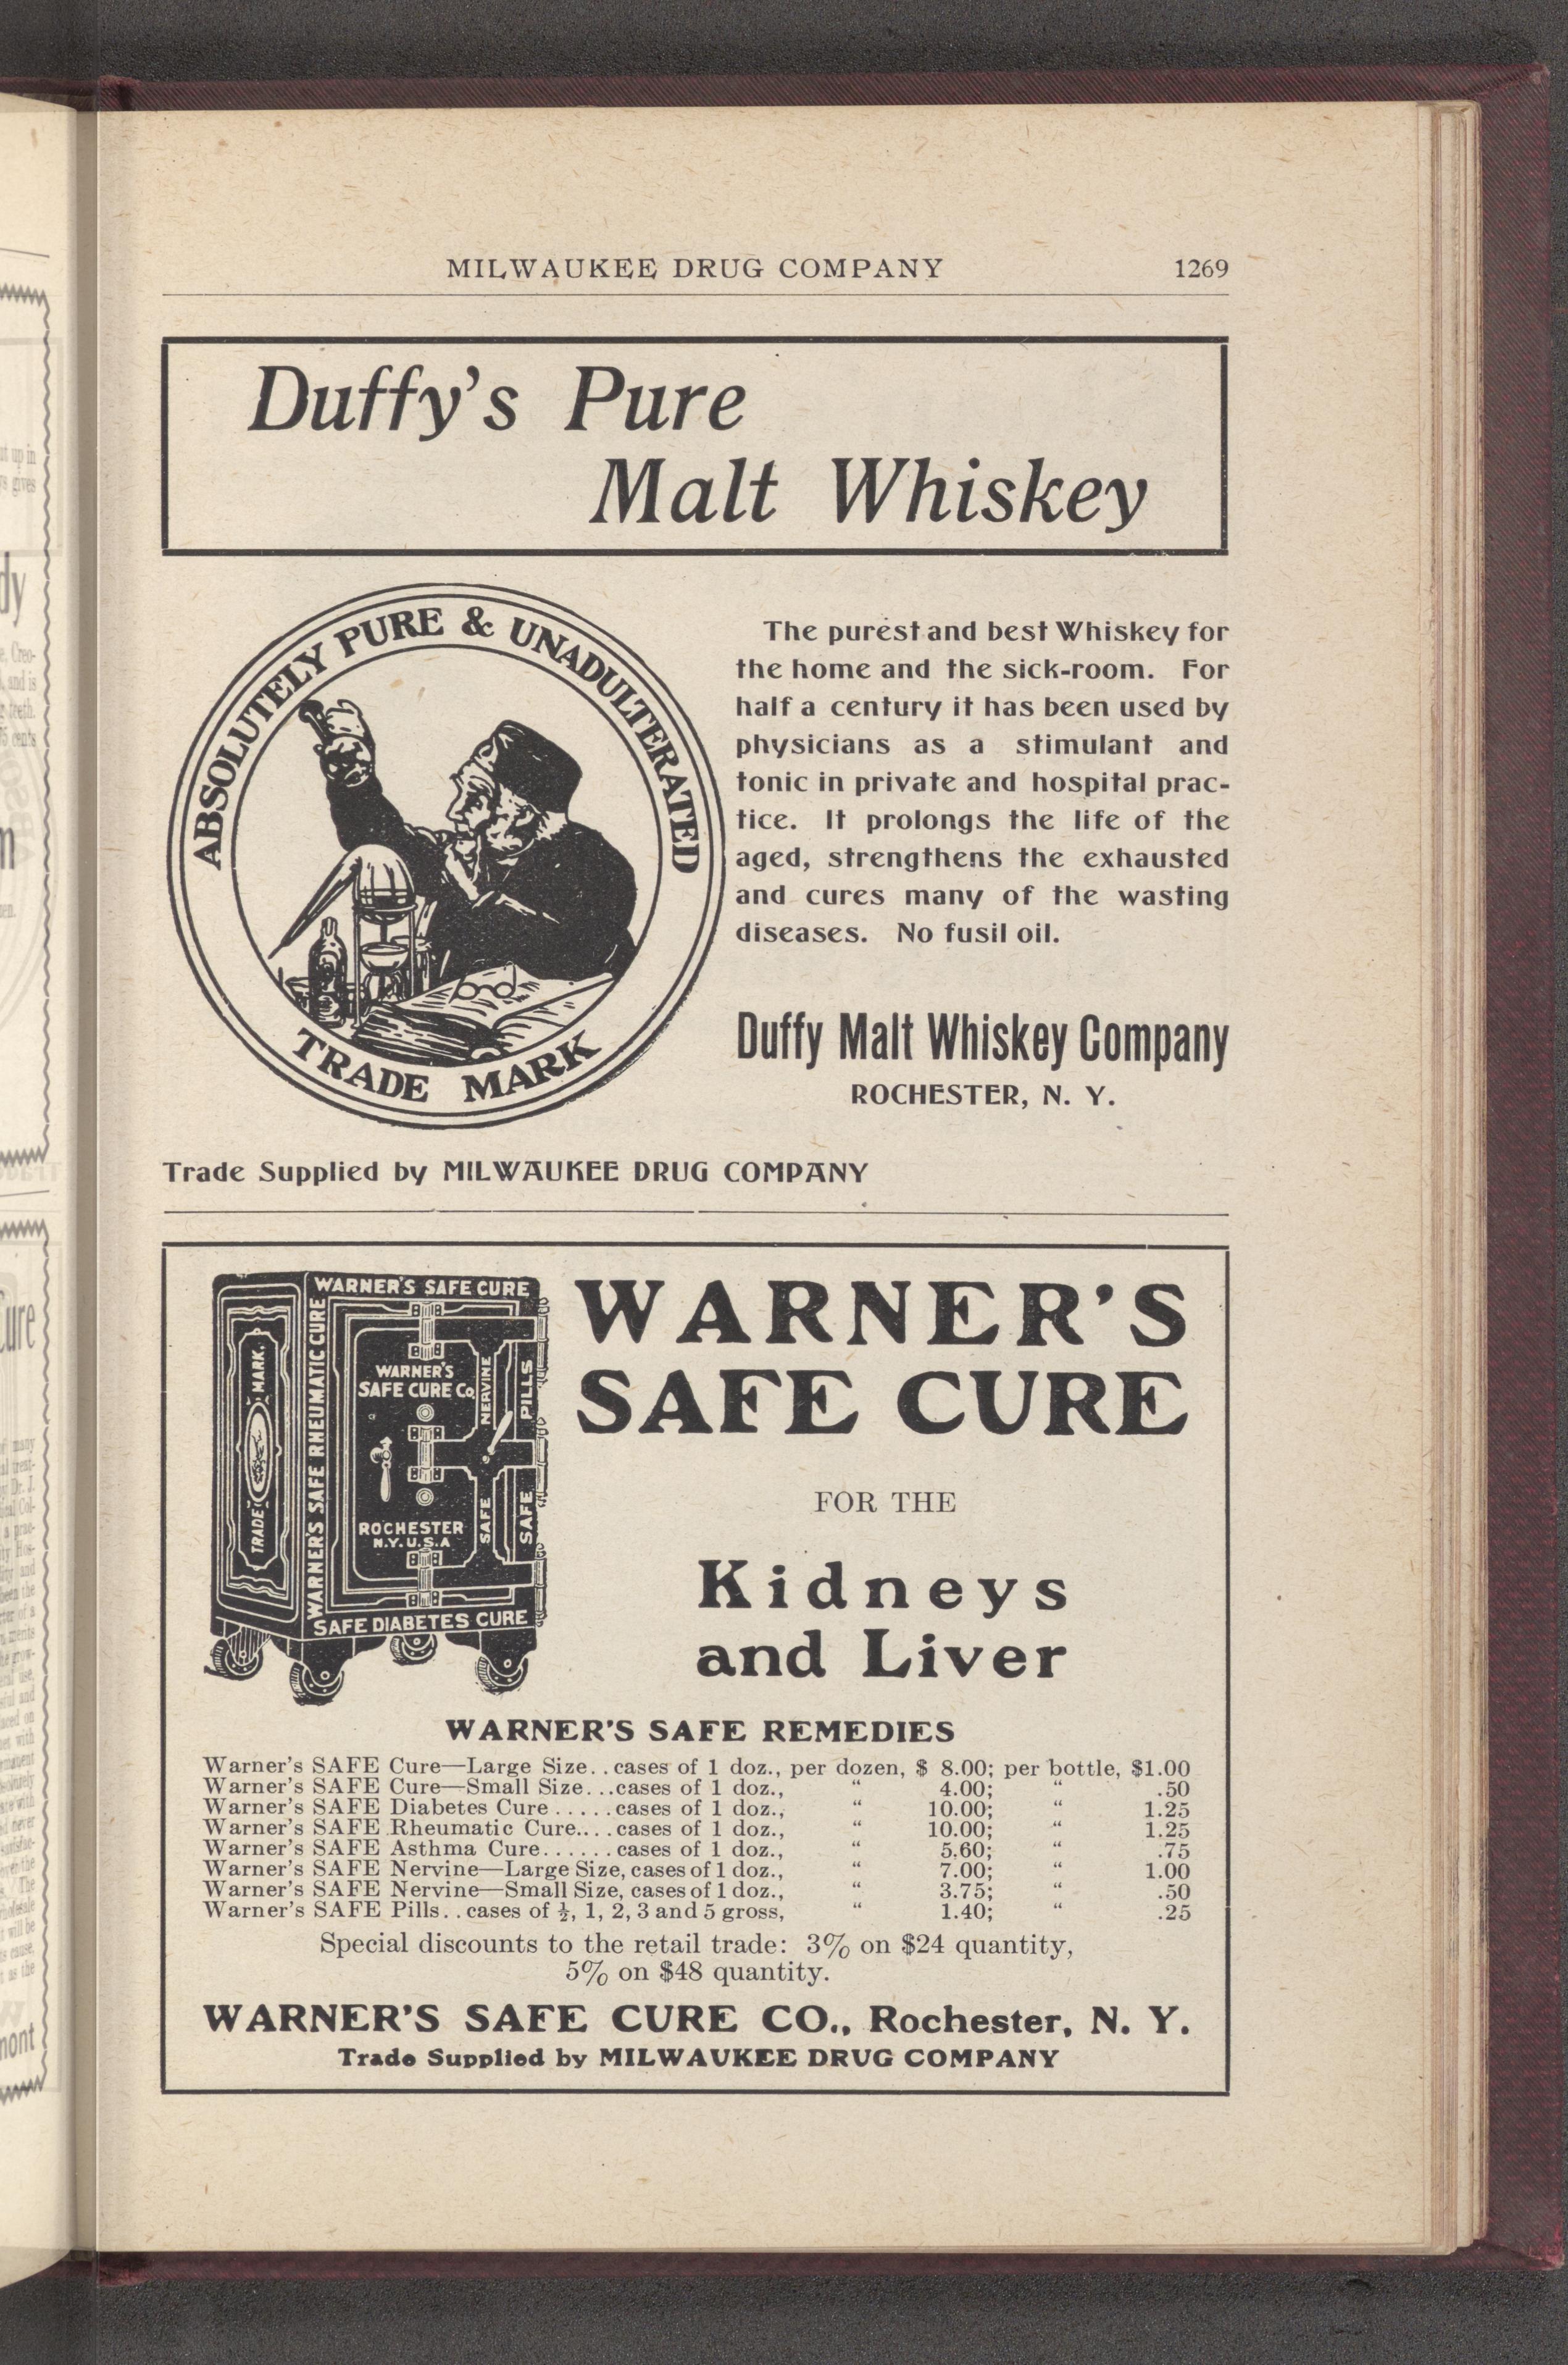 MILWAUKEE DRUG COMPANY 1269
Duffy's Pure
Malt Whiskey
ABSOLUTELY PURE & UNADULTERATED
TRADE MARK
The purest and best Whiskey for
the home and the sick-room. For
half a century it has been used by
physicians as a stimulant and
tonic in private and hospital prac-
tice. It prolongs the life of the
aged, strengthens the exhausted
and cures many of the wasting
diseases. No fusil oil.
Duffy Malt Whiskey Company
ROCHESTER, N. Y.
Trade Supplied by MILWAUKEE DRUG COMPANY
WARNER'S SAFE CURE
TRADE MARK.
WARNER'S SAFE RHEUMATIC CURE
WARNER'S
SAFE CURE Co.
ROCHESTER
N.Y. U.S.A
SAFE NERVINE
SAFE PILLS
SAFE DIABETES CURE
WARNER'S
SAFE CURE
FOR THE
Kidneys
and Liver
WARNER'S SAFE REMEDIES
Warner's SAFE Cure—Large Size..cases of 1 doz., per dozen, $ 8.00; per bottle, $1.00
Warner's SAFE Cure—Small Size...cases of 1 doz., " 4.00; " .50
Warner's SAFE Diabetes Cure.....cases of 1 doz., " 10.00; " 1.25
Warner's SAFE Rheumatic Cure....cases of 1 doz., " 10.00; " 1.25
Warner's SAFE Asthma Cure......cases of 1 doz., " 5.60; " .75
Warner's SAFE Nervine—Large Size, cases of 1 doz., " 7.00; " 1.00
Warner's SAFE Nervine—Small Size, cases of 1 doz., " 3.75; " .50
Warner's SAFE Pills..cases of ½, 1, 2, 3 and 5 gross, " 1.40; " .25
Special discounts to the retail trade: 3% on $24 quantity,
5% on $48 quantity.
WARNER'S SAFE CURE CO., Rochester, N. Y.
Trade Supplied by MILWAUKEE DRUG COMPANY